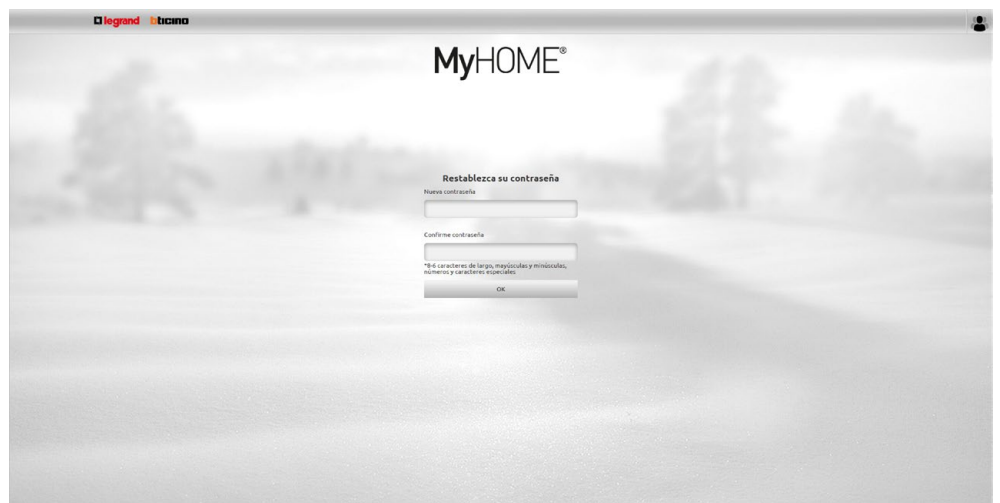 legrand bticino
MyHOME®
Restablezca su contraseña
Nueva contraseña
Confirme contraseña
*8-6 caracteres de largo, mayúsculas y minúsculas,
números y caracteres especiales
OK